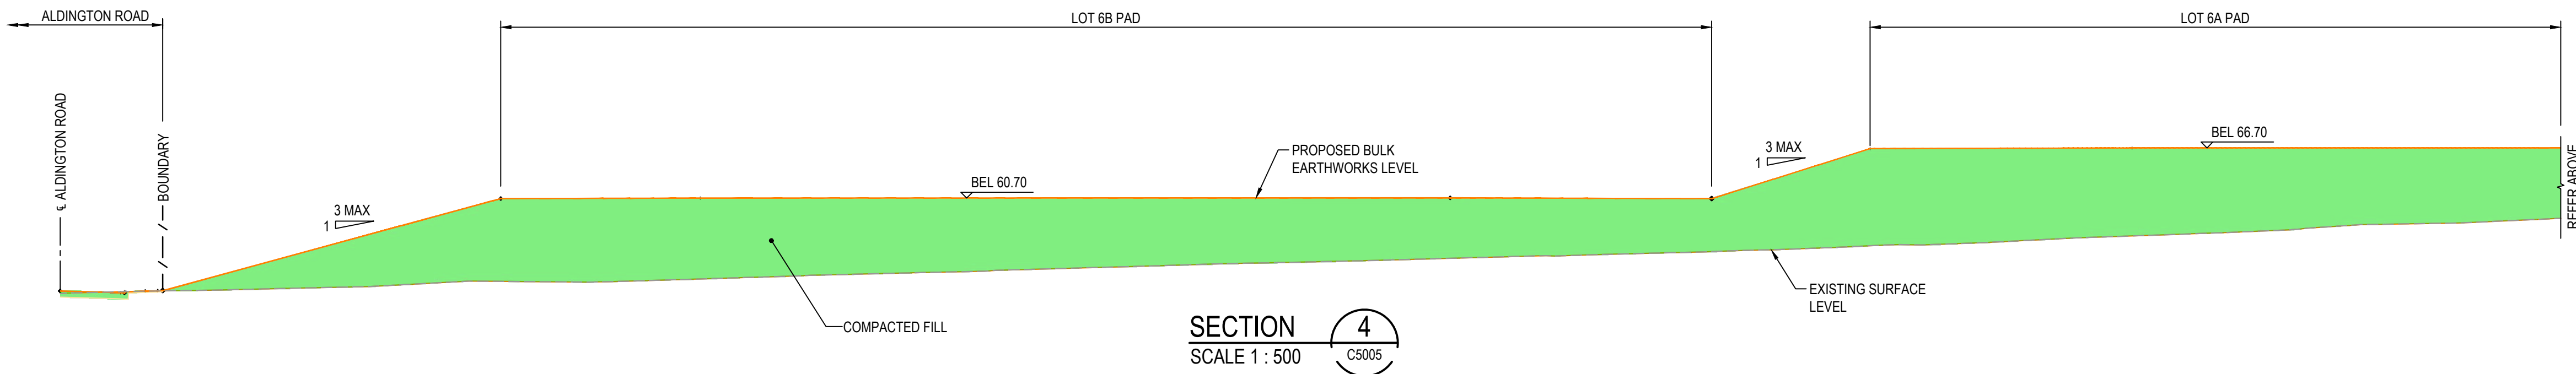 ALDINGTON ROAD
LOT 6B PAD
LOT 6A PAD
℄ ALDINGTON ROAD
BOUNDARY
3 MAX
1
BEL 60.70
PROPOSED BULK
EARTHWORKS LEVEL
3 MAX
1
BEL 66.70
REFER ABOVE
COMPACTED FILL
EXISTING SURFACE
LEVEL
SECTION 4
SCALE 1 : 500 C5005